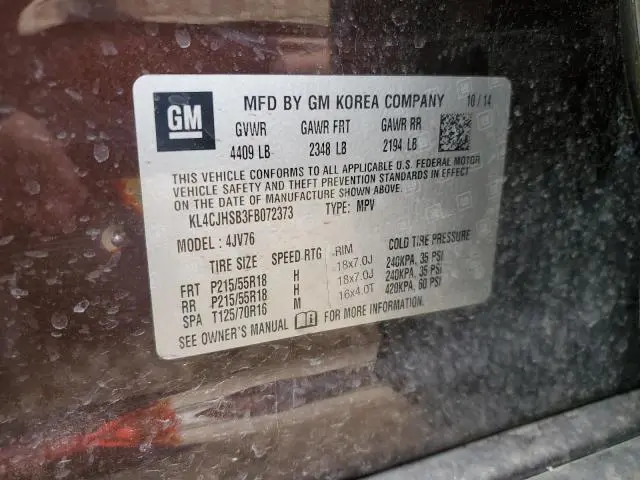 GM MFD BY GM KOREA COMPANY 10/14
GVWR GAWR FRT GAWR RR
4409 LB 2348 LB 2194 LB
THIS VEHICLE CONFORMS TO ALL APPLICABLE U.S. FEDERAL MOTOR
VEHICLE SAFETY AND THEFT PREVENTION STANDARDS IN EFFECT
ON THE DATE OF MANUFACTURE SHOWN ABOVE.
KL4CJHSB3FB072373 TYPE: MPV
MODEL: 4JV76
TIRE SIZE SPEED RTG RIM COLD TIRE PRESSURE
FRT P215/55R18 H 18x7.0J 240KPA, 35 PSI
RR P215/55R18 H 18x7.0J 240KPA, 35 PSI
SPA T125/70R16 M 16x4.0T 420KPA, 60 PSI
SEE OWNER'S MANUAL FOR MORE INFORMATION.